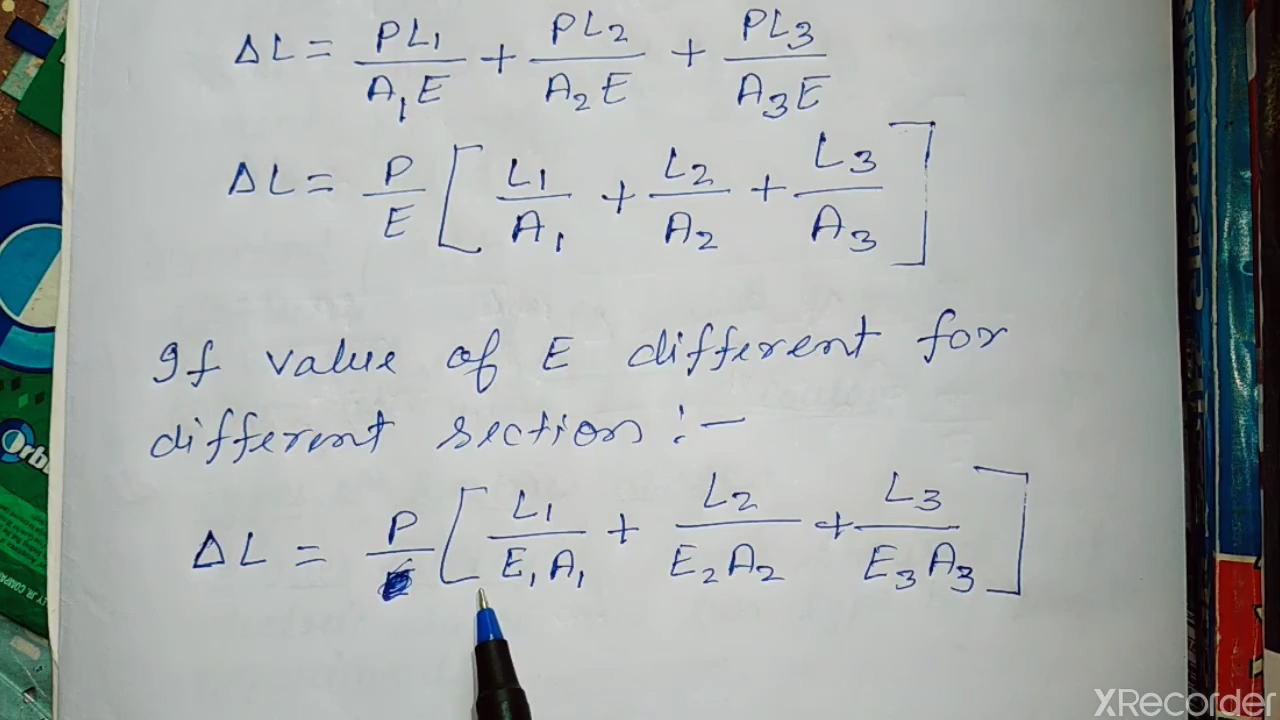 ΔL = PL₁/A₁E + PL₂/A₂E + PL₃/A₃E
ΔL = P/E [ L₁/A₁ + L₂/A₂ + L₃/A₃ ]
If value of E different for
different section :-
ΔL = P/ [ L₁/E₁A₁ + L₂/E₂A₂ + L₃/E₃A₃ ]
Orb
XRecorder